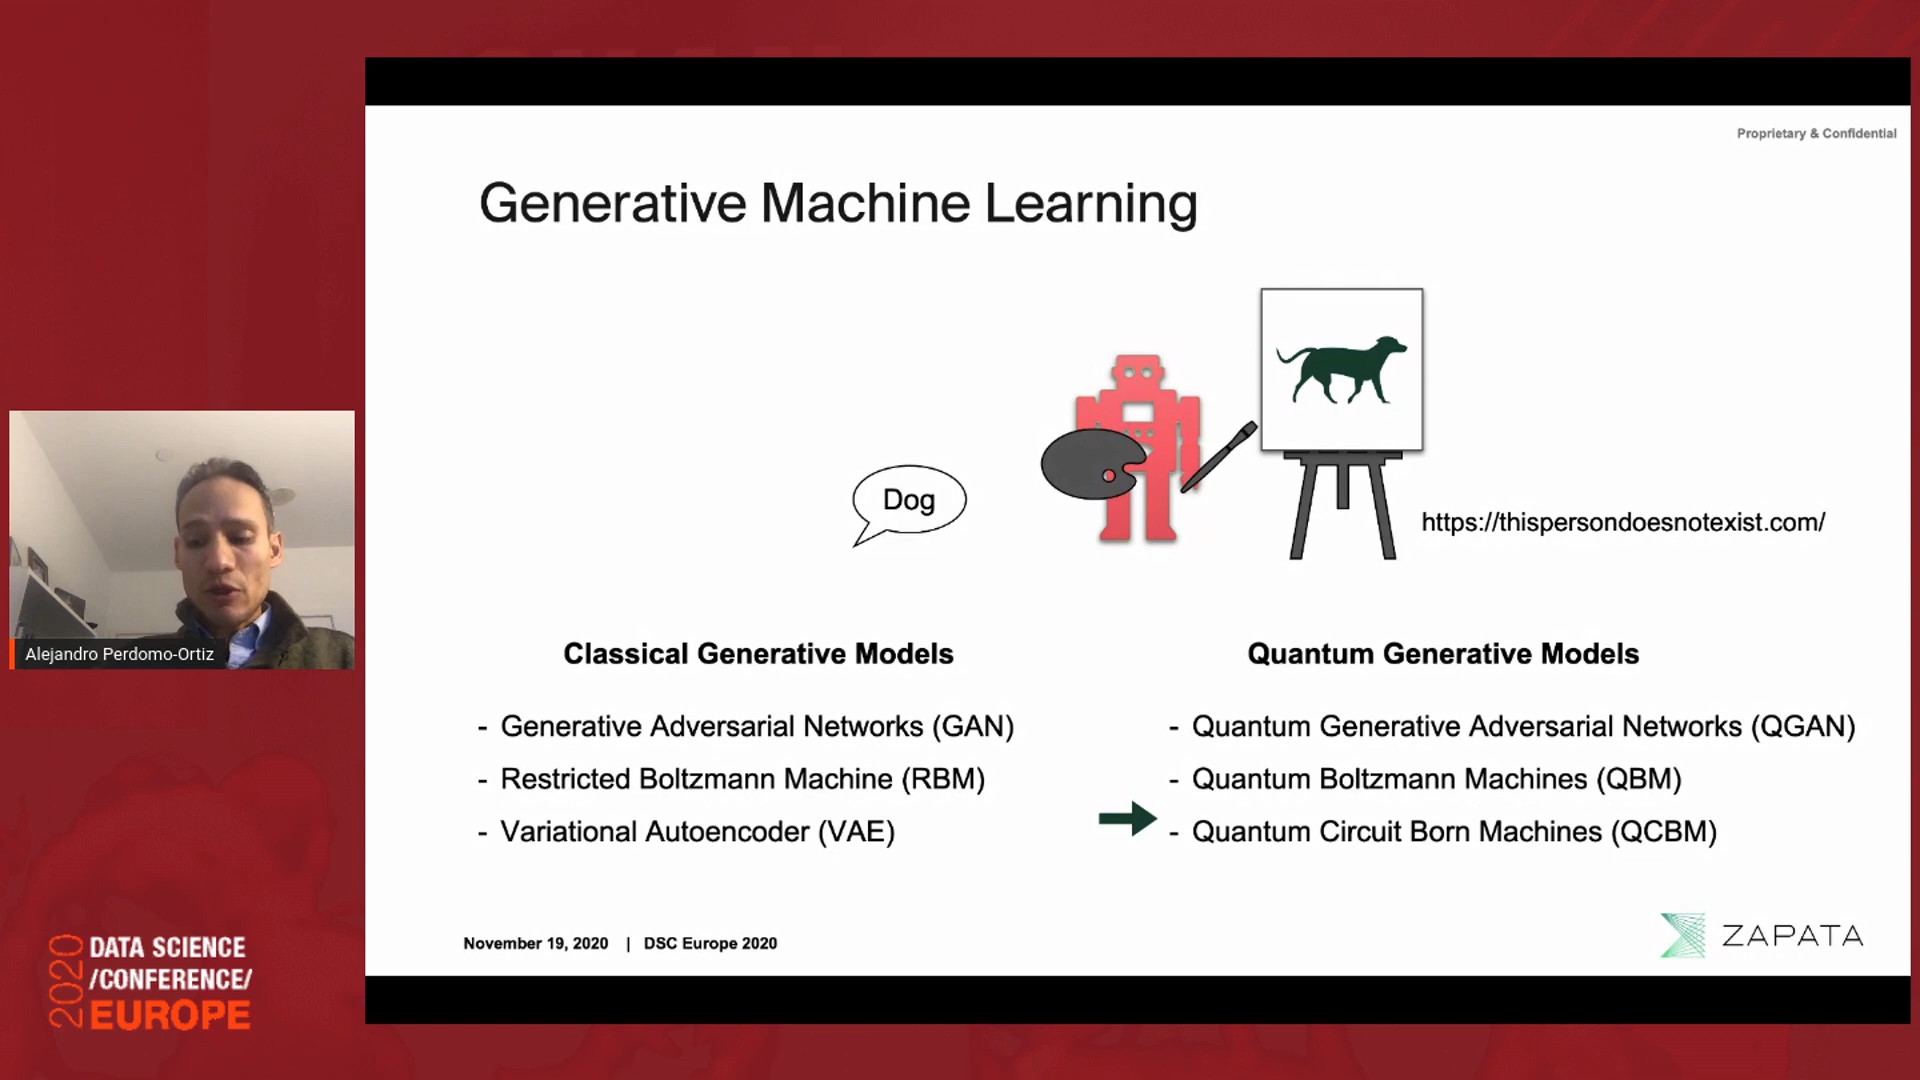 Proprietary & Confidential
Generative Machine Learning
Dog
https://thispersondoesnotexist.com/
Classical Generative Models
- Generative Adversarial Networks (GAN)
- Restricted Boltzmann Machine (RBM)
- Variational Autoencoder (VAE)
Quantum Generative Models
- Quantum Generative Adversarial Networks (QGAN)
- Quantum Boltzmann Machines (QBM)
- Quantum Circuit Born Machines (QCBM)
November 19, 2020 | DSC Europe 2020
ZAPATA
Alejandro Perdomo-Ortiz
2020
DATA SCIENCE
/CONFERENCE/
EUROPE